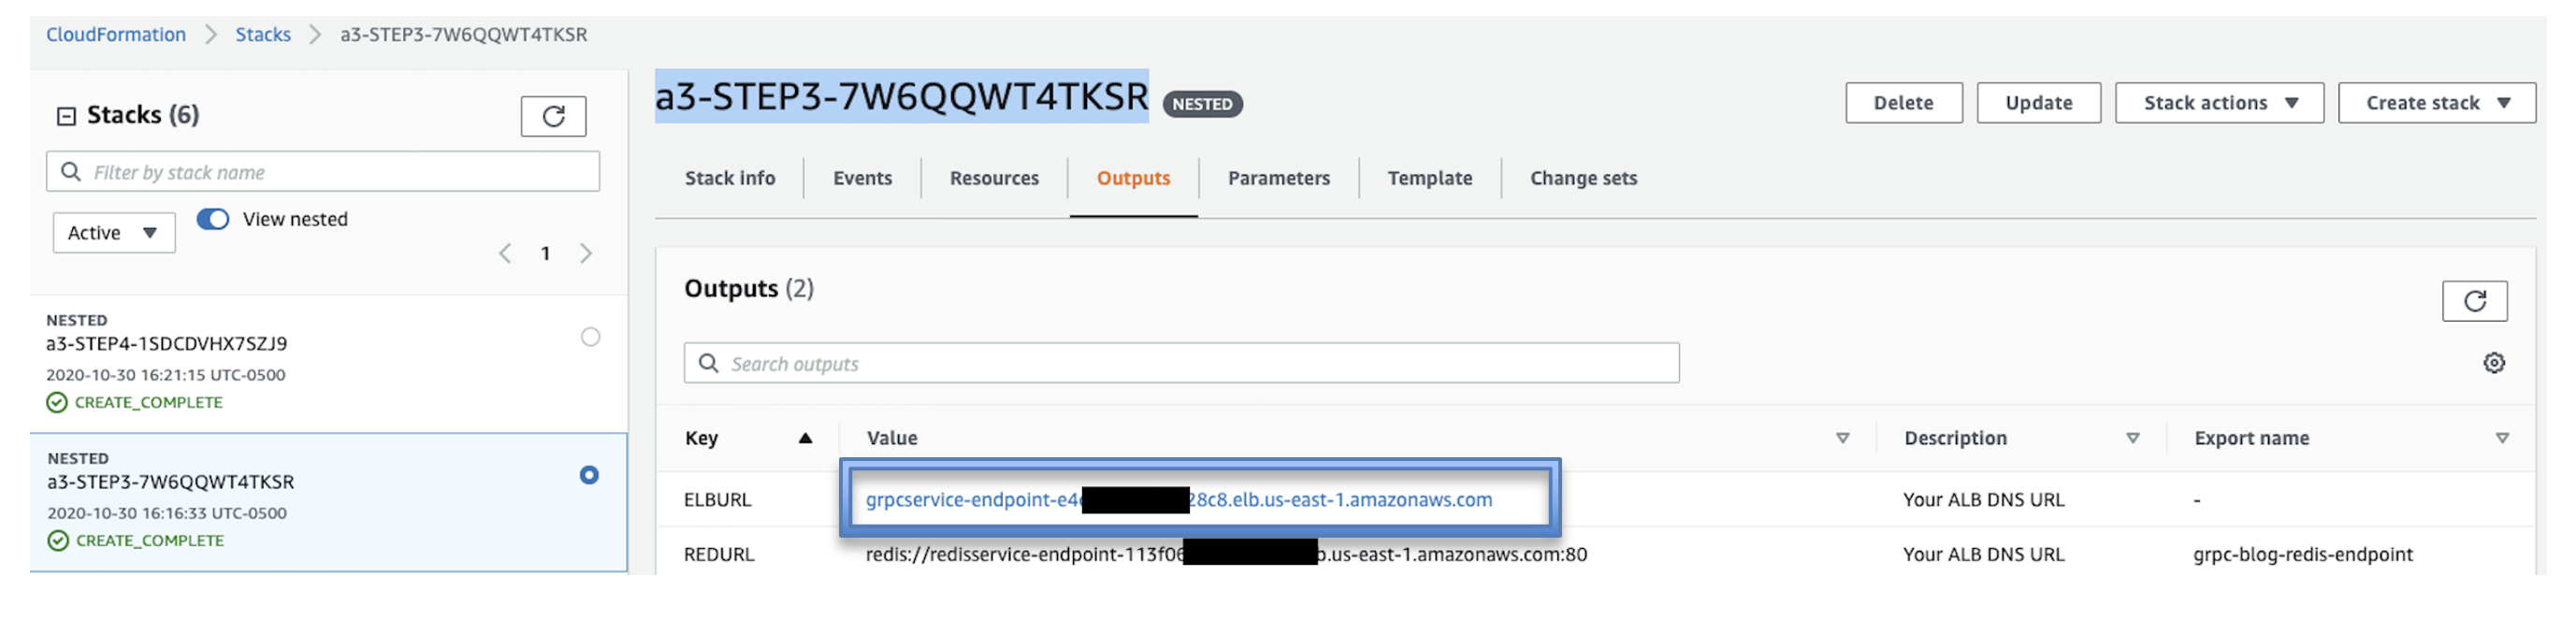 CloudFormation > Stacks > a3-STEP3-7W6QQWT4TKSR
Stacks (6)
Filter by stack name
Active
View nested
1
NESTED
a3-STEP4-1SDCDVHX7SZJ9
2020-10-30 16:21:15 UTC-0500
CREATE_COMPLETE
NESTED
a3-STEP3-7W6QQWT4TKSR
2020-10-30 16:16:33 UTC-0500
CREATE_COMPLETE
a3-STEP3-7W6QQWT4TKSR NESTED
Delete Update Stack actions Create stack
Stack info Events Resources Outputs Parameters Template Change sets
Outputs (2)
Search outputs
Key Value Description Export name
ELBURL grpcservice-endpoint-e4 28c8.elb.us-east-1.amazonaws.com Your ALB DNS URL -
REDURL redis://redisservice-endpoint-113f06 b.us-east-1.amazonaws.com:80 Your ALB DNS URL grpc-blog-redis-endpoint